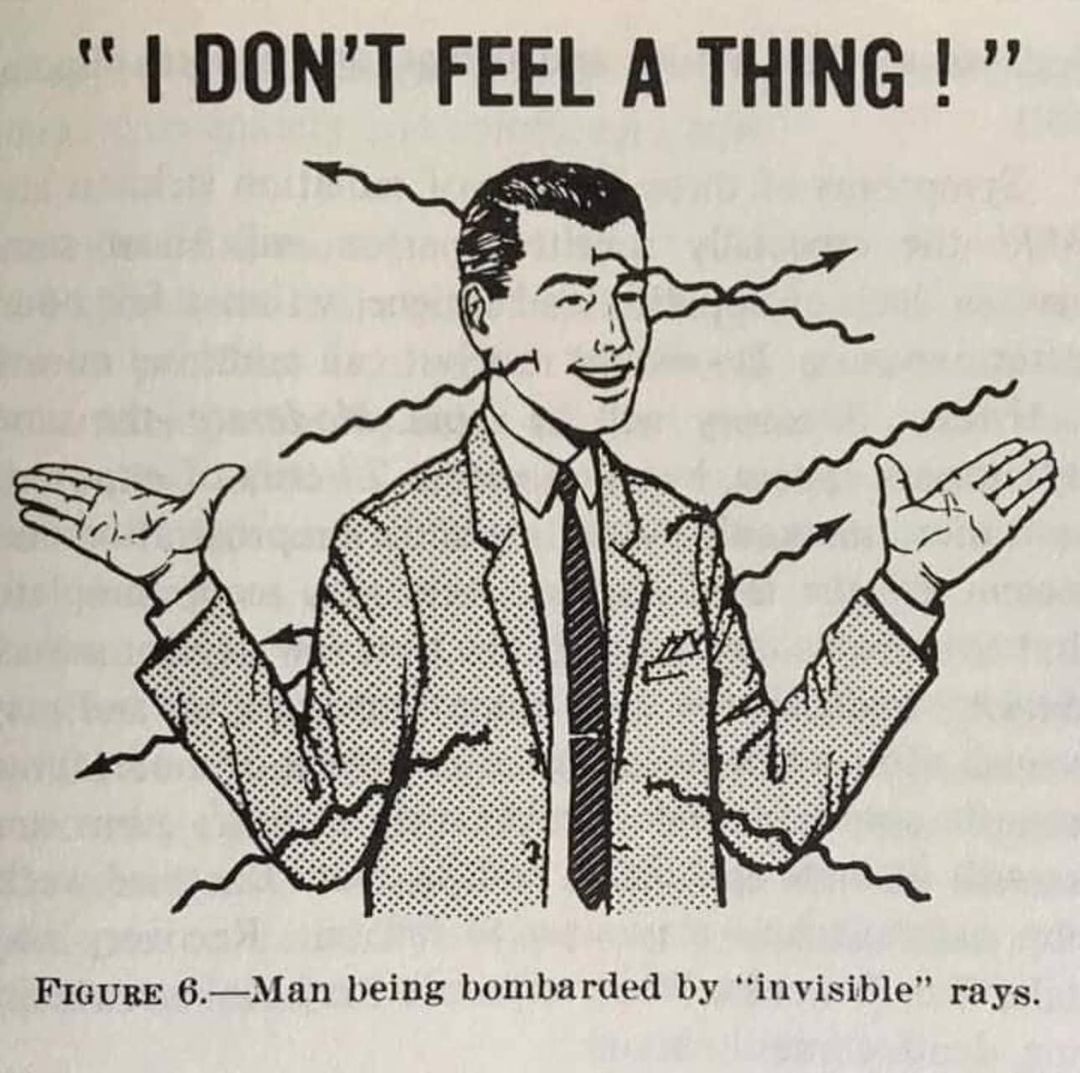 “ I DON’T FEEL A THING ! ”
FIGURE 6.—Man being bombarded by “invisible” rays.